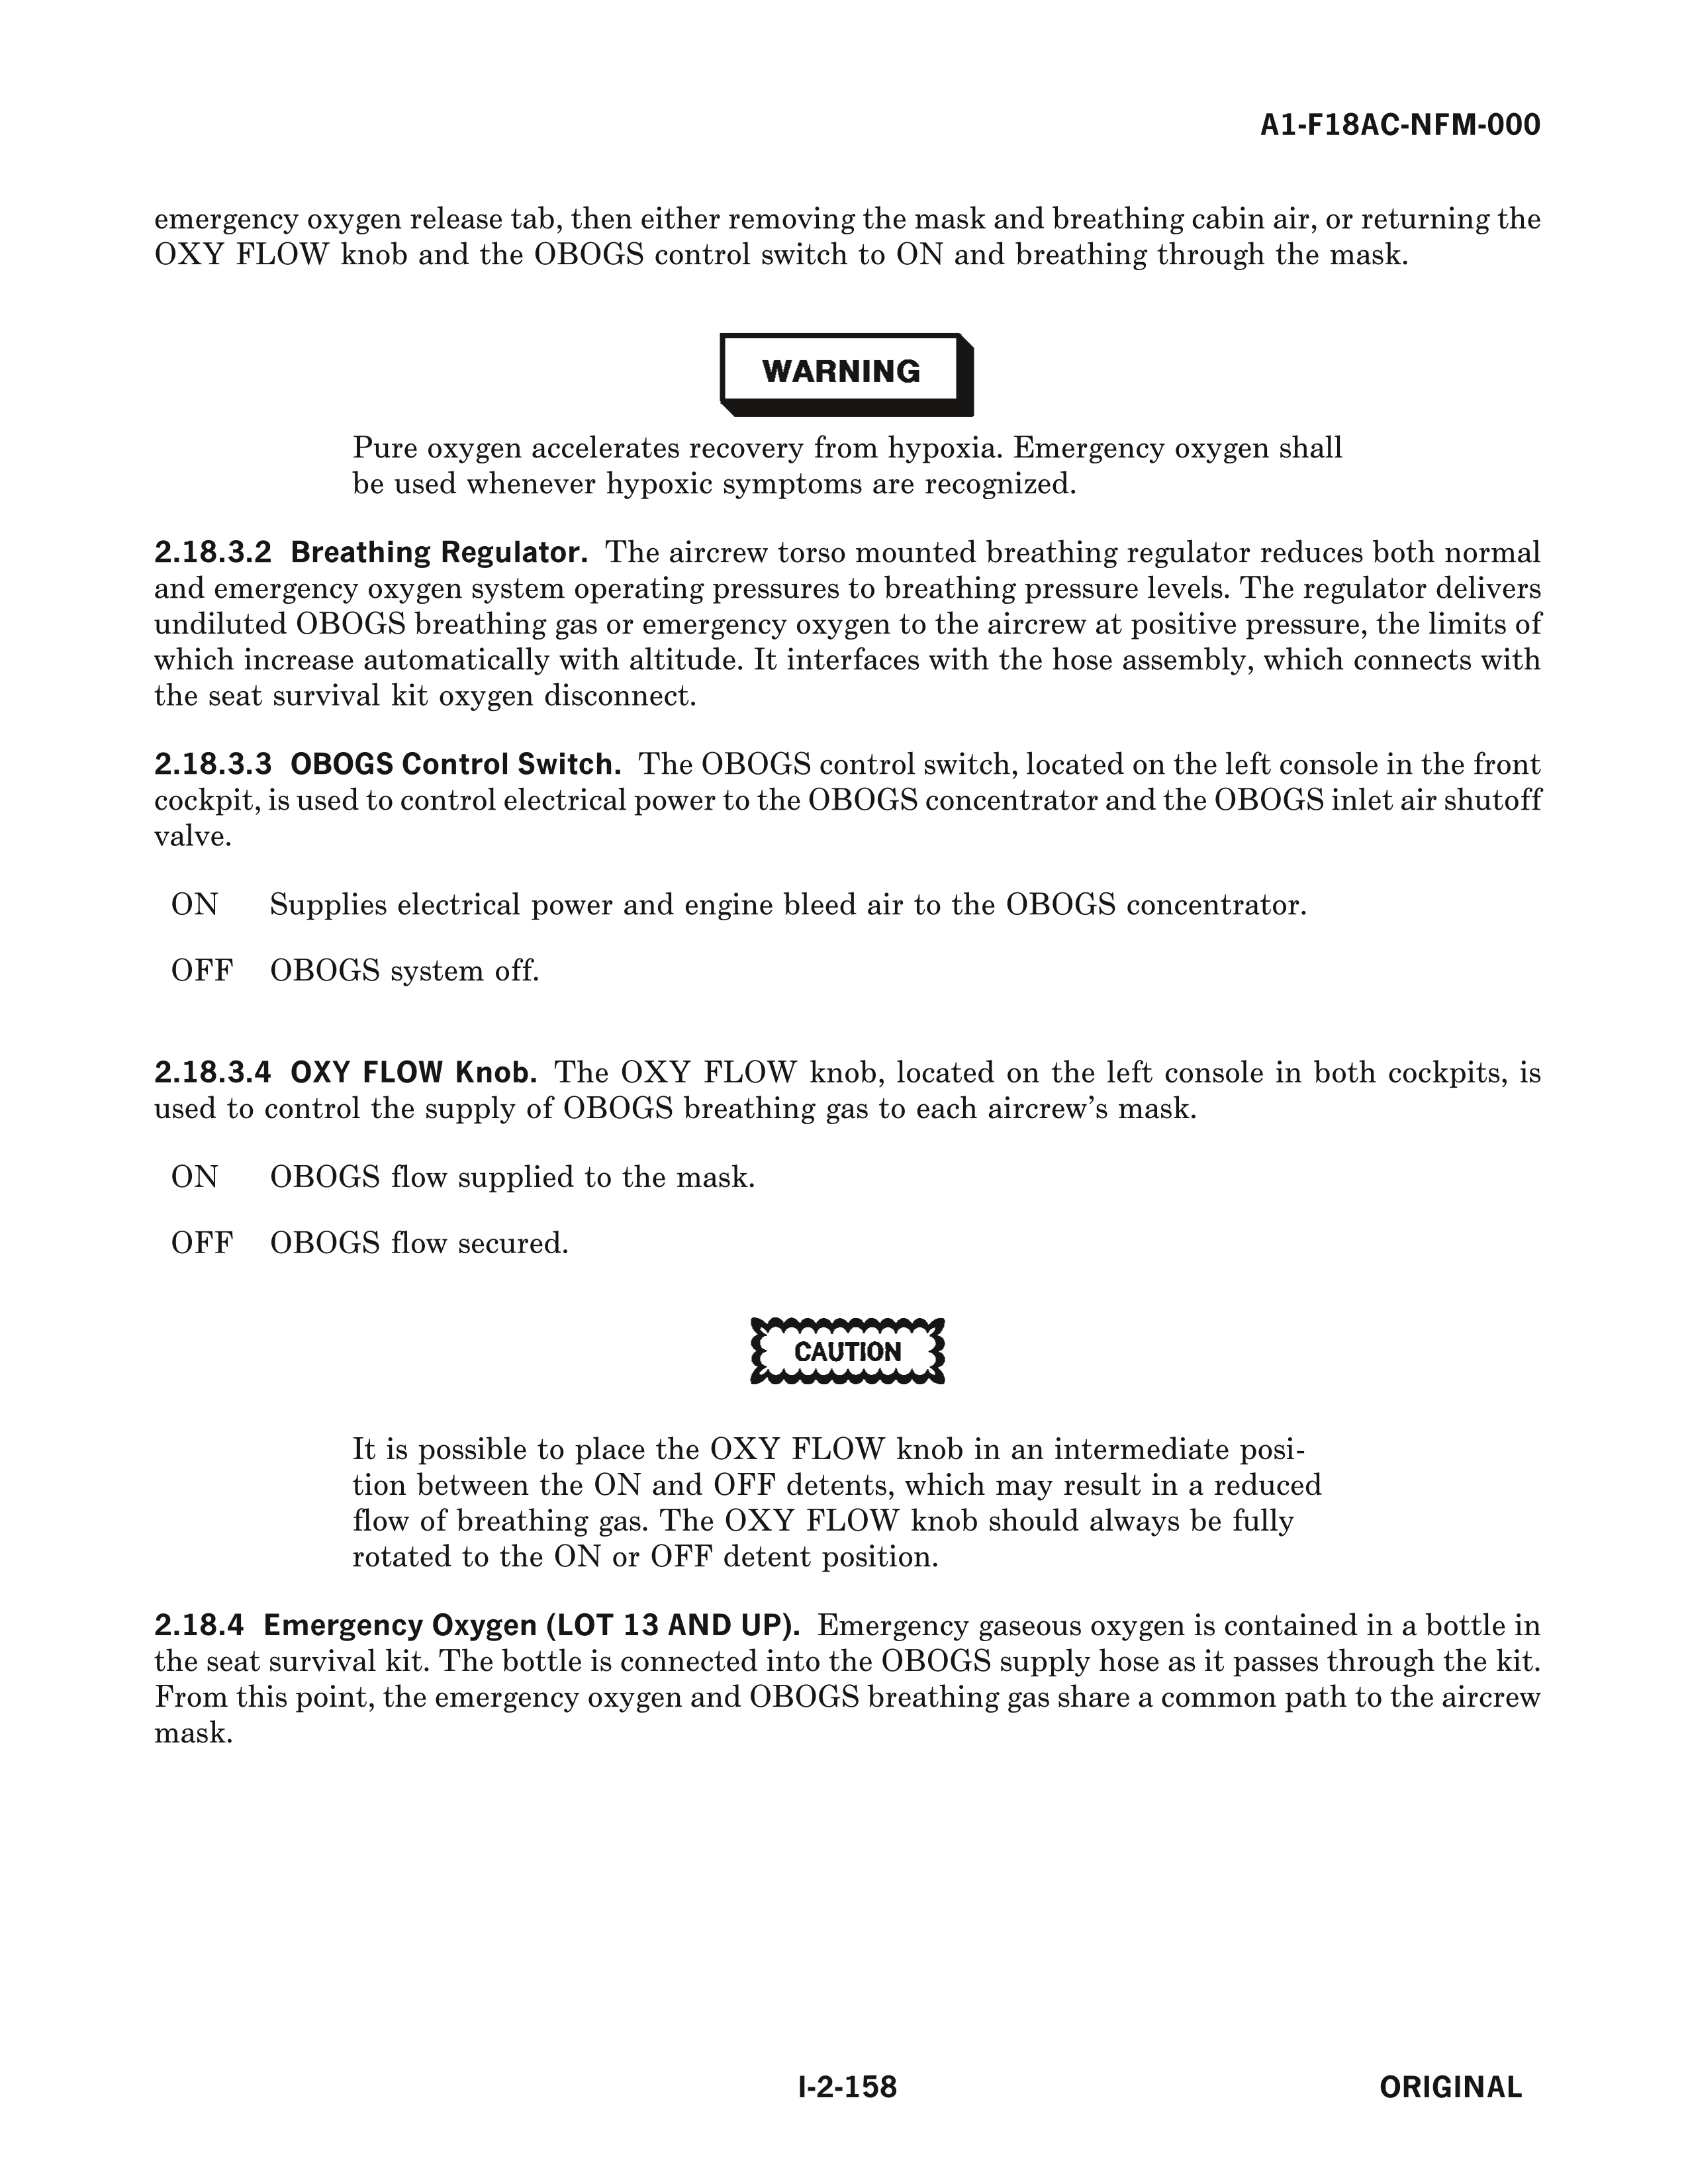 A1-F18AC-NFM-000
emergency oxygen release tab, then either removing the mask and breathing cabin air, or returning the
OXY FLOW knob and the OBOGS control switch to ON and breathing through the mask.
WARNING
Pure oxygen accelerates recovery from hypoxia. Emergency oxygen shall
be used whenever hypoxic symptoms are recognized.
2.18.3.2 Breathing Regulator. The aircrew torso mounted breathing regulator reduces both normal
and emergency oxygen system operating pressures to breathing pressure levels. The regulator delivers
undiluted OBOGS breathing gas or emergency oxygen to the aircrew at positive pressure, the limits of
which increase automatically with altitude. It interfaces with the hose assembly, which connects with
the seat survival kit oxygen disconnect.
2.18.3.3 OBOGS Control Switch. The OBOGS control switch, located on the left console in the front
cockpit, is used to control electrical power to the OBOGS concentrator and the OBOGS inlet air shutoff
valve.
ON Supplies electrical power and engine bleed air to the OBOGS concentrator.
OFF OBOGS system off.
2.18.3.4 OXY FLOW Knob. The OXY FLOW knob, located on the left console in both cockpits, is
used to control the supply of OBOGS breathing gas to each aircrew's mask.
ON OBOGS flow supplied to the mask.
OFF OBOGS flow secured.
CAUTION
It is possible to place the OXY FLOW knob in an intermediate posi-
tion between the ON and OFF detents, which may result in a reduced
flow of breathing gas. The OXY FLOW knob should always be fully
rotated to the ON or OFF detent position.
2.18.4 Emergency Oxygen (LOT 13 AND UP). Emergency gaseous oxygen is contained in a bottle in
the seat survival kit. The bottle is connected into the OBOGS supply hose as it passes through the kit.
From this point, the emergency oxygen and OBOGS breathing gas share a common path to the aircrew
mask.
I-2-158 ORIGINAL